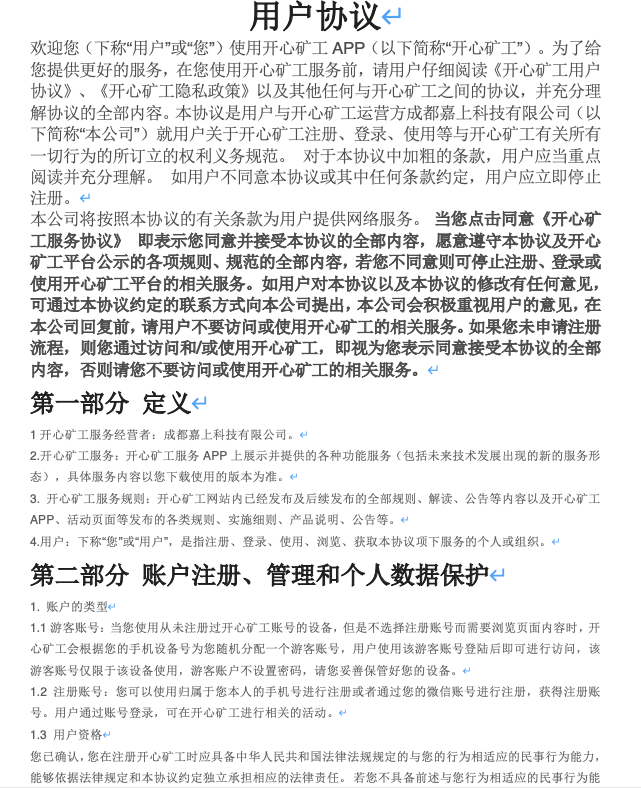 用户协议↵
欢迎您（下称“用户”或“您”）使用开心矿工 APP（以下简称“开心矿工”）。为了给
您提供更好的服务，在您使用开心矿工服务前，请用户仔细阅读《开心矿工用户
协议》、《开心矿工隐私政策》以及其他任何与开心矿工之间的协议，并充分理
解协议的全部内容。本协议是用户与开心矿工运营方成都嘉上科技有限公司（以
下简称“本公司”）就用户关于开心矿工注册、登录、使用等与开心矿工有关所有
一切行为的所订立的权利义务规范。 对于本协议中加粗的条款，用户应当重点
阅读并充分理解。 如用户不同意本协议或其中任何条款约定，用户应立即停止
注册。↵
本公司将按照本协议的有关条款为用户提供网络服务。 当您点击同意《开心矿
工服务协议》 即表示您同意并接受本协议的全部内容，愿意遵守本协议及开心
矿工平台公示的各项规则、规范的全部内容，若您不同意则可停止注册、登录或
使用开心矿工平台的相关服务。如用户对本协议以及本协议的修改有任何意见，
可通过本协议约定的联系方式向本公司提出，本公司会积极重视用户的意见，在
本公司回复前，请用户不要访问或使用开心矿工的相关服务。如果您未申请注册
流程，则您通过访问和/或使用开心矿工，即视为您表示同意接受本协议的全部
内容，否则请您不要访问或使用开心矿工的相关服务。↵
第一部分 定义↵
1 开心矿工服务经营者：成都嘉上科技有限公司。↵
2.开心矿工服务：开心矿工服务 APP 上展示并提供的各种功能服务（包括未来技术发展出现的新的服务形
态），具体服务内容以您下载使用的版本为准。↵
3. 开心矿工服务规则：开心矿工网站内已经发布及后续发布的全部规则、解读、公告等内容以及开心矿工
APP、活动页面等发布的各类规则、实施细则、产品说明、公告等。↵
4.用户：下称“您”或“用户”，是指注册、登录、使用、浏览、获取本协议项下服务的个人或组织。↵
第二部分 账户注册、管理和个人数据保护↵
1. 账户的类型↵
1.1 游客账号：当您使用从未注册过开心矿工账号的设备，但是不选择注册账号而需要浏览页面内容时，开
心矿工会根据您的手机设备号为您随机分配一个游客账号，用户使用该游客账号登陆后即可进行访问，该
游客账号仅限于该设备使用，游客账户不设置密码，请您妥善保管好您的设备。↵
1.2 注册账号：您可以使用归属于您本人的手机号进行注册或者通过您的微信账号进行注册，获得注册账
号。用户通过账号登录，可在开心矿工进行相关的活动。↵
1.3 用户资格↵
您已确认，您在注册开心矿工时应具备中华人民共和国法律法规规定的与您的行为相适应的民事行为能力，
能够依据法律规定和本协议约定独立承担相应的法律责任。 若您不具备前述与您行为相适应的民事行为能